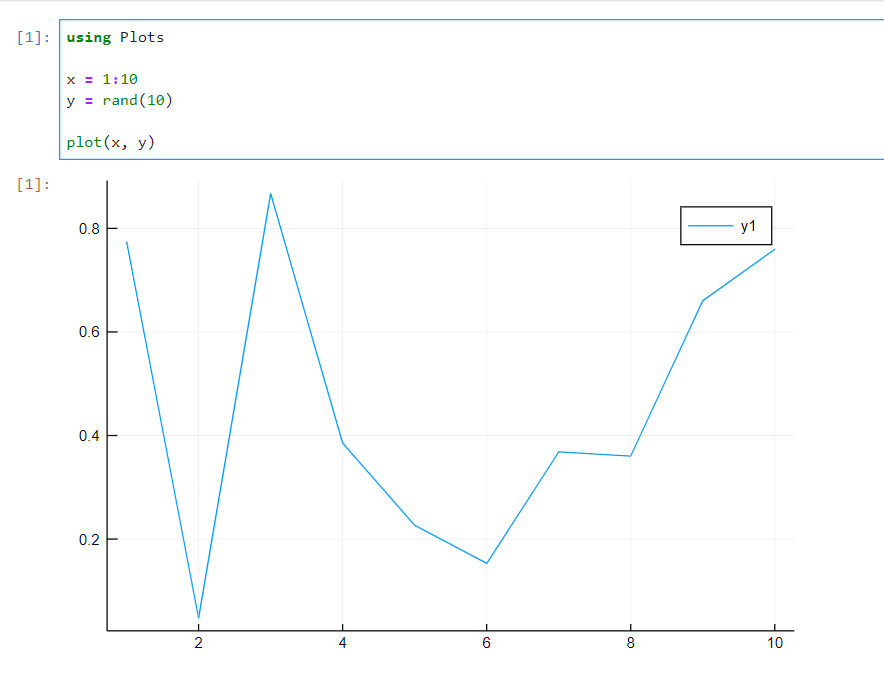 [1]: using Plots
x = 1:10
y = rand(10)
plot(x, y)
[1]:
y1
0.8
0.6
0.4
0.2
2 4 6 8 10